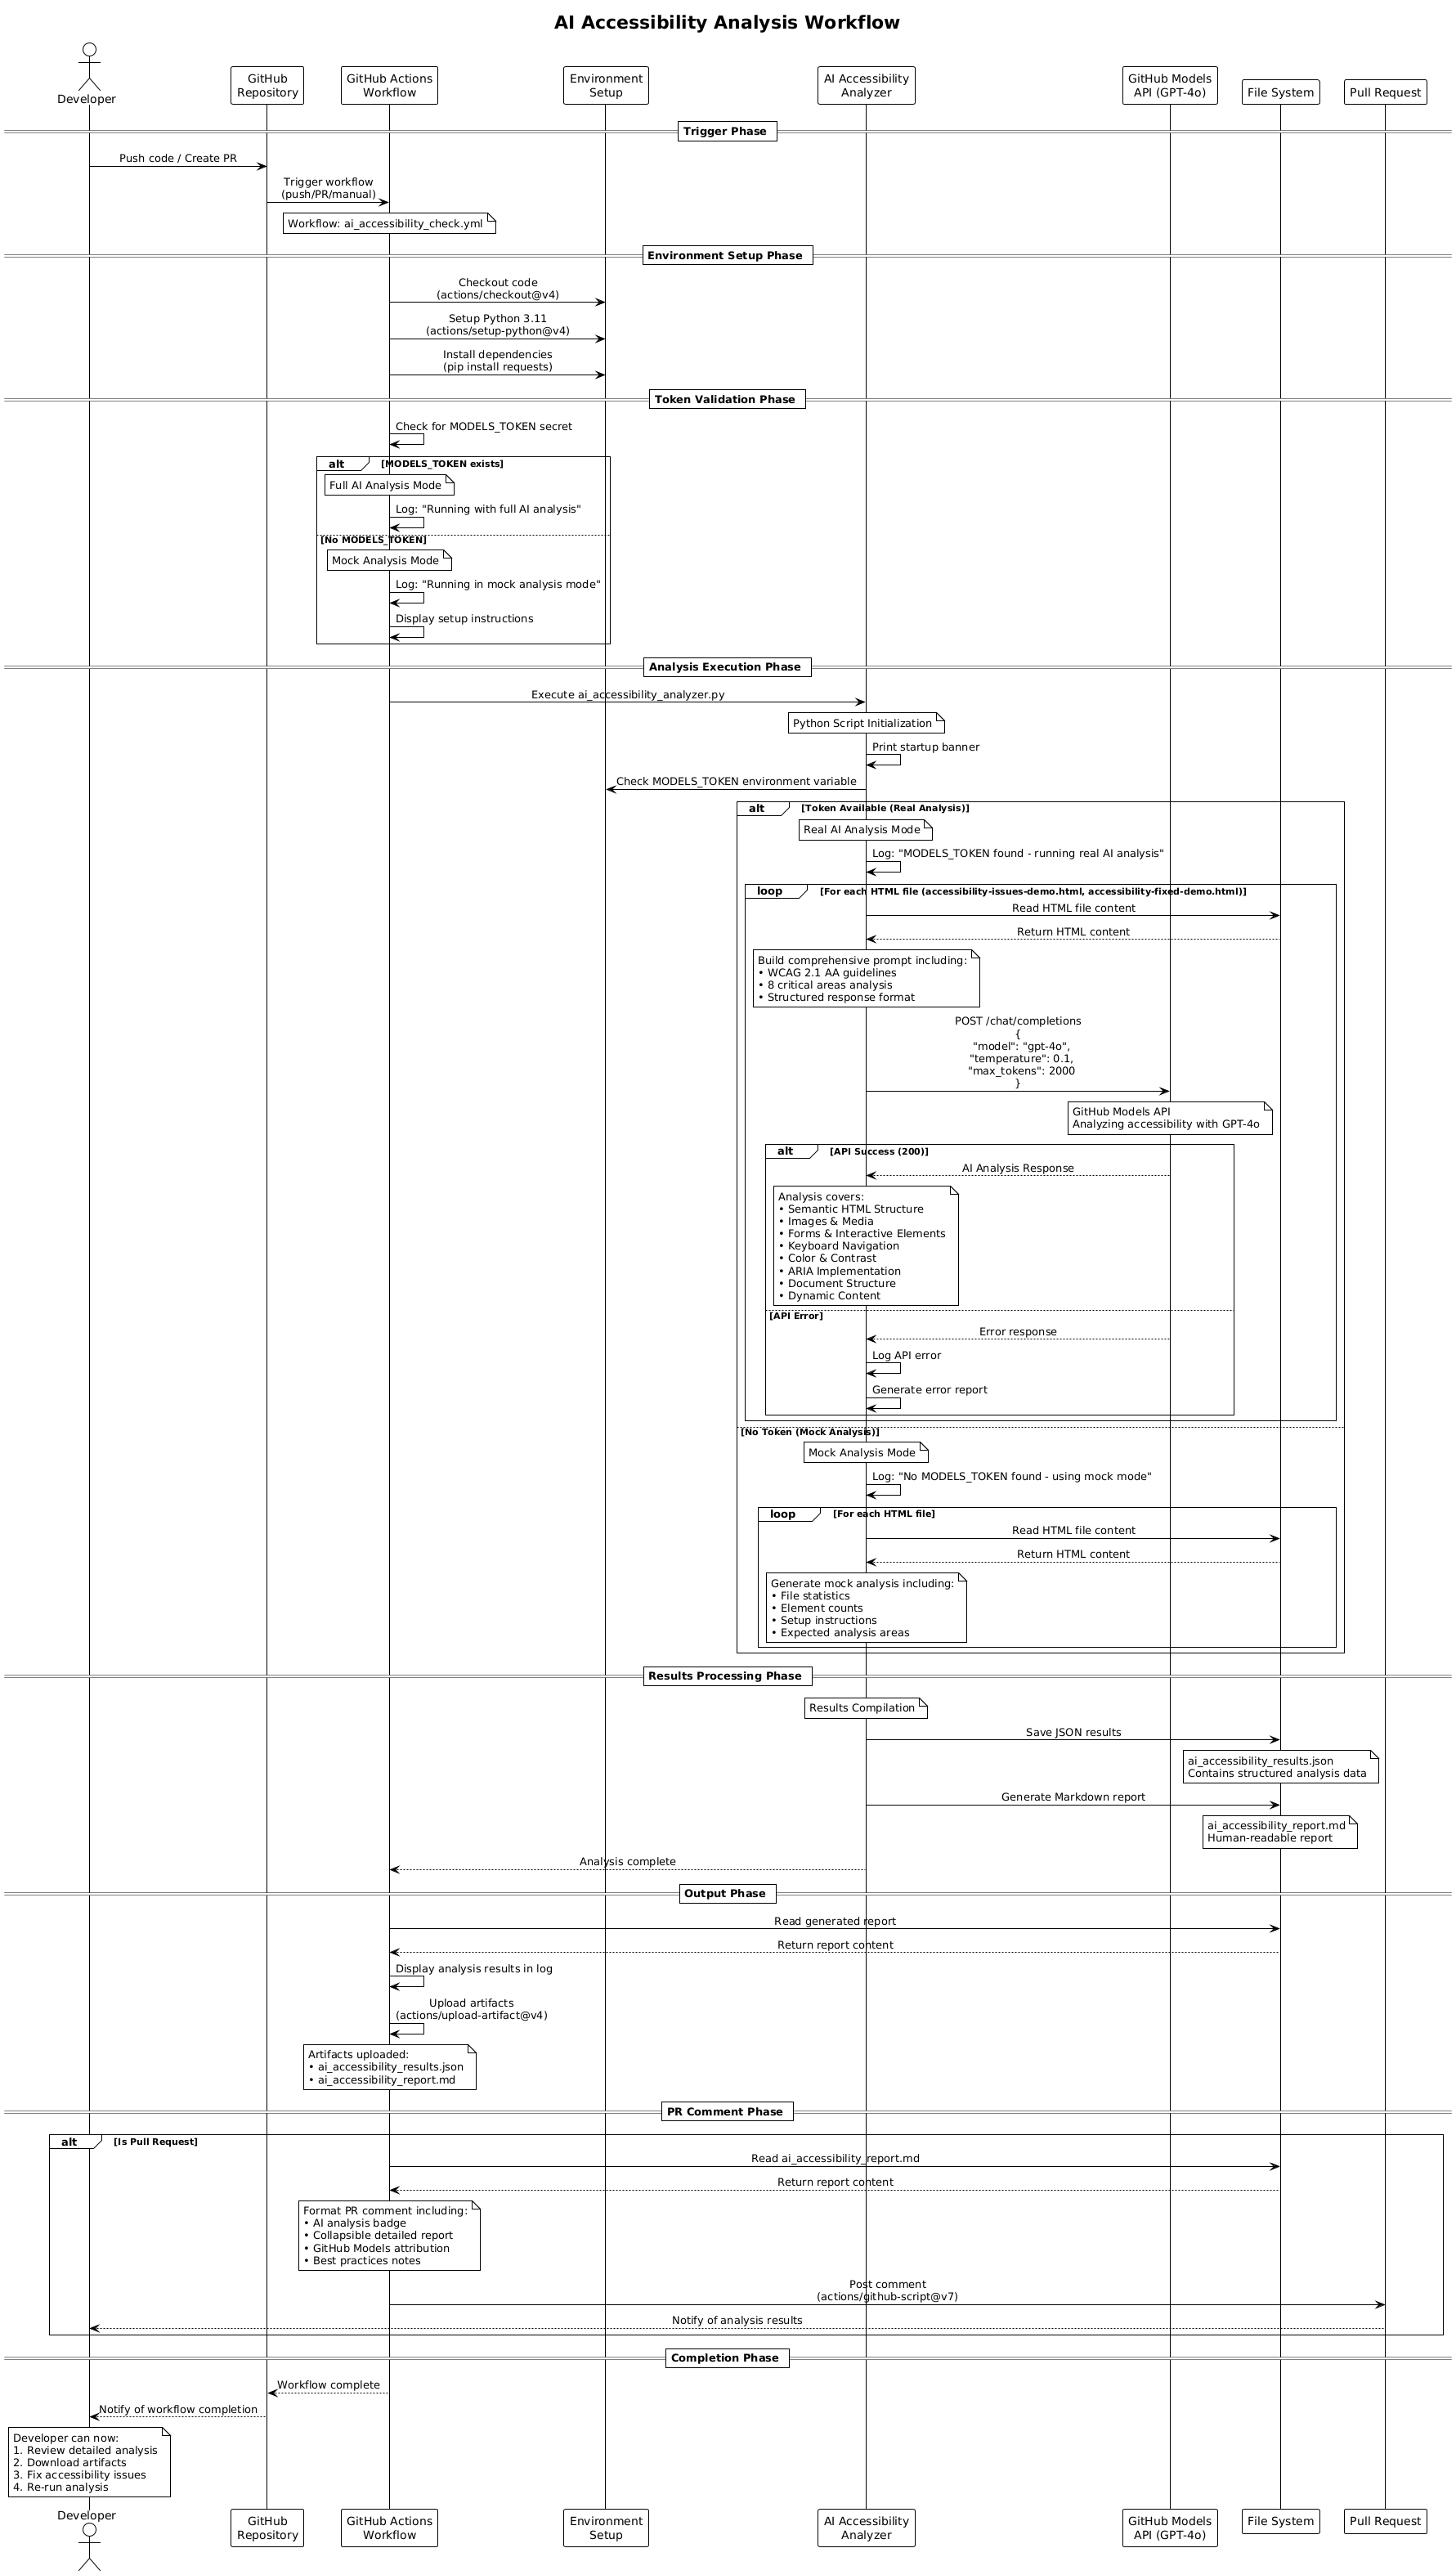 AI Accessibility Analysis Workflow
Developer
GitHub
Repository
GitHub Actions
Workflow
Environment
Setup
AI Accessibility
Analyzer
GitHub Models
API (GPT-4o)
File System
Pull Request
Trigger Phase
Push code / Create PR
Trigger workflow
(push/PR/manual)
Workflow: ai_accessibility_check.yml
Environment Setup Phase
Checkout code
(actions/checkout@v4)
Setup Python 3.11
(actions/setup-python@v4)
Install dependencies
(pip install requests)
Token Validation Phase
Check for MODELS_TOKEN secret
alt [MODELS_TOKEN exists]
Full AI Analysis Mode
Log: "Running with full AI analysis"
[No MODELS_TOKEN]
Mock Analysis Mode
Log: "Running in mock analysis mode"
Display setup instructions
Analysis Execution Phase
Execute ai_accessibility_analyzer.py
Python Script Initialization
Print startup banner
Check MODELS_TOKEN environment variable
alt [Token Available (Real Analysis)]
Real AI Analysis Mode
Log: "MODELS_TOKEN found - running real AI analysis"
loop [For each HTML file (accessibility-issues-demo.html, accessibility-fixed-demo.html)]
Read HTML file content
Return HTML content
Build comprehensive prompt including:
• WCAG 2.1 AA guidelines
• 8 critical areas analysis
• Structured response format
POST /chat/completions
{
"model": "gpt-4o",
"temperature": 0.1,
"max_tokens": 2000
}
GitHub Models API
Analyzing accessibility with GPT-4o
alt [API Success (200)]
AI Analysis Response
Analysis covers:
• Semantic HTML Structure
• Images & Media
• Forms & Interactive Elements
• Keyboard Navigation
• Color & Contrast
• ARIA Implementation
• Document Structure
• Dynamic Content
[API Error]
Error response
Log API error
Generate error report
[No Token (Mock Analysis)]
Mock Analysis Mode
Log: "No MODELS_TOKEN found - using mock mode"
loop [For each HTML file]
Read HTML file content
Return HTML content
Generate mock analysis including:
• File statistics
• Element counts
• Setup instructions
• Expected analysis areas
Results Processing Phase
Results Compilation
Save JSON results
ai_accessibility_results.json
Contains structured analysis data
Generate Markdown report
ai_accessibility_report.md
Human-readable report
Analysis complete
Output Phase
Read generated report
Return report content
Display analysis results in log
Upload artifacts
(actions/upload-artifact@v4)
Artifacts uploaded:
• ai_accessibility_results.json
• ai_accessibility_report.md
PR Comment Phase
alt [Is Pull Request]
Read ai_accessibility_report.md
Return report content
Format PR comment including:
• AI analysis badge
• Collapsible detailed report
• GitHub Models attribution
• Best practices notes
Post comment
(actions/github-script@v7)
Notify of analysis results
Completion Phase
Workflow complete
Notify of workflow completion
Developer can now:
1. Review detailed analysis
2. Download artifacts
3. Fix accessibility issues
4. Re-run analysis
Developer
GitHub
Repository
GitHub Actions
Workflow
Environment
Setup
AI Accessibility
Analyzer
GitHub Models
API (GPT-4o)
File System
Pull Request